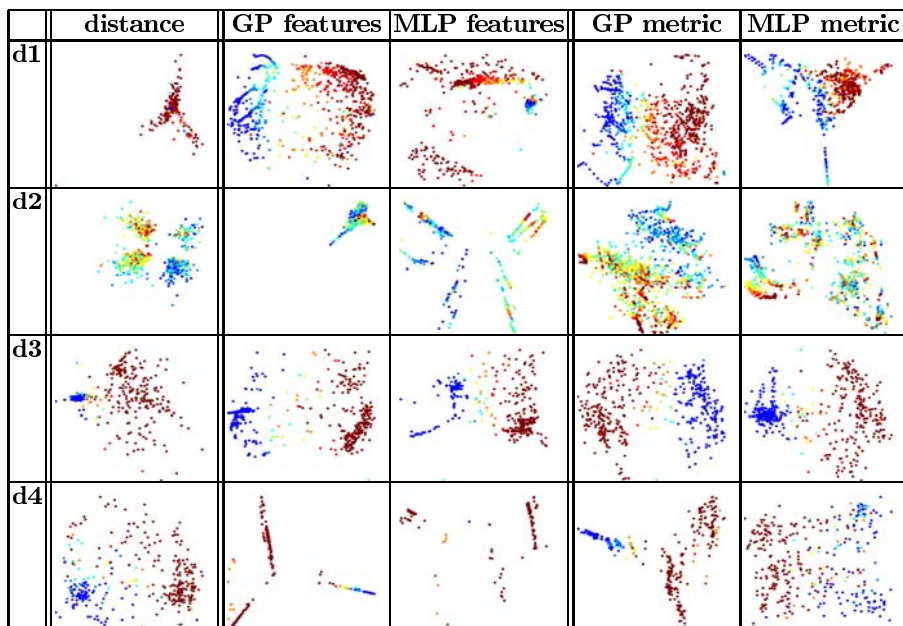 distance GP features MLP features GP metric MLP metric
d1
d2
d3
d4